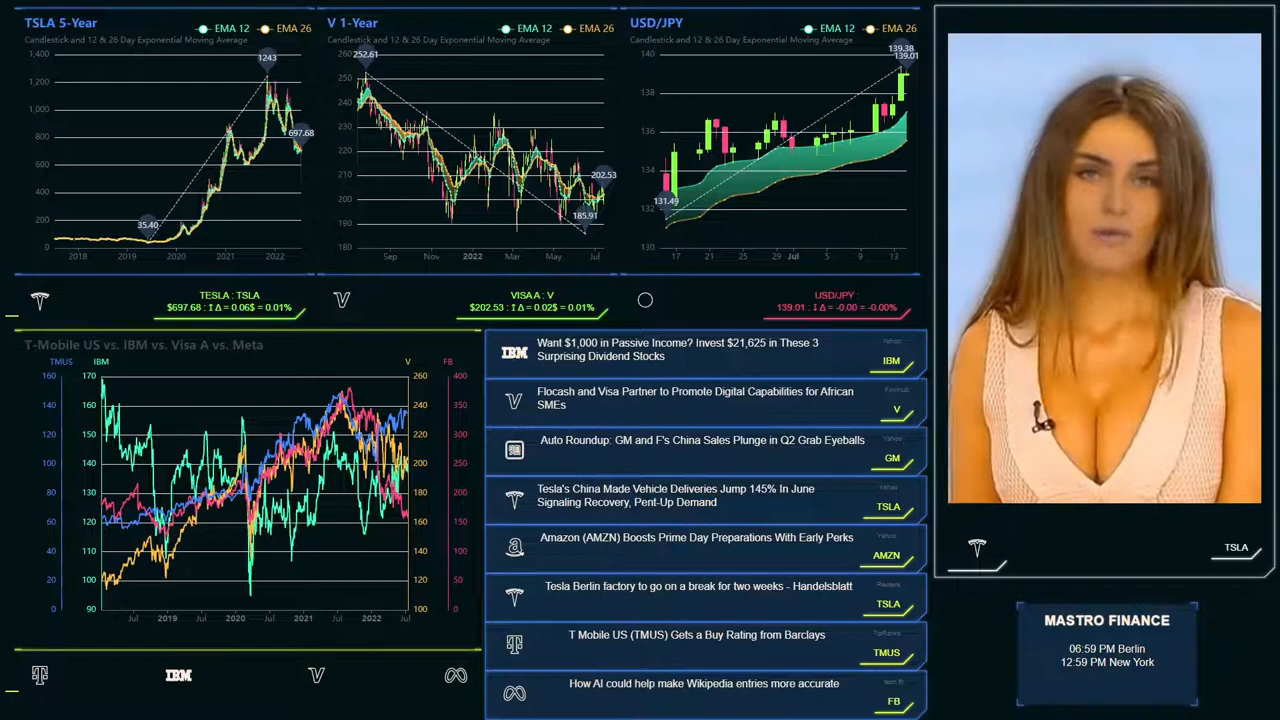 TSLA 5-Year
EMA 12 EMA 26
Candlestick and 12 & 26 Day Exponential Moving Average
1,400
1,200
1,000
800
600
400
200
0
1243
697.68
35.40
2018 2019 2020 2021 2022
V 1-Year
EMA 12 EMA 26
Candlestick and 12 & 26 Day Exponential Moving Average
260
250
240
230
220
210
200
190
180
252.61
202.53
185.91
Sep Nov 2022 Mar May Jul
USD/JPY
EMA 12 EMA 26
Candlestick and 12 & 26 Day Exponential Moving Average
140
138
136
134
132
130
139.38
139.01
131.49
17 21 25 29 Jul 5 9 13
TESLA : TSLA
$697.68 : 1 Δ = 0.06$ = 0.01%
VISA A : V
$202.53 : 1 Δ = 0.02$ = 0.01%
USD/JPY :
139.01 : 1 Δ = -0.00 = -0.00%
T-Mobile US vs. IBM vs. Visa A vs. Meta
TMUS IBM V FB
160 170 260 400
140 160 240 350
120 150 220 300
100 140 200 250
80 130 180 200
60 120 160 150
40 110 140 100
20 100 120 50
0 90 100 0
Jul 2019 Jul 2020 Jul 2021 Jul 2022 Jul
IBM
IBM
Want $1,000 in Passive Income? Invest $21,625 in These 3
Surprising Dividend Stocks
Yahoo
IBM
Flocash and Visa Partner to Promote Digital Capabilities for African
SMEs
Finnhub
V
Auto Roundup: GM and F's China Sales Plunge in Q2 Grab Eyeballs
Yahoo
GM
Tesla's China Made Vehicle Deliveries Jump 145% In June
Signaling Recovery, Pent-Up Demand
Yahoo
TSLA
Amazon (AMZN) Boosts Prime Day Preparations With Early Perks
Yahoo
AMZN
Tesla Berlin factory to go on a break for two weeks - Handelsblatt
Reuters
TSLA
T Mobile US (TMUS) Gets a Buy Rating from Barclays
TipRanks
TMUS
How AI could help make Wikipedia entries more accurate
FB
TSLA
MASTRO FINANCE
06:59 PM Berlin
12:59 PM New York